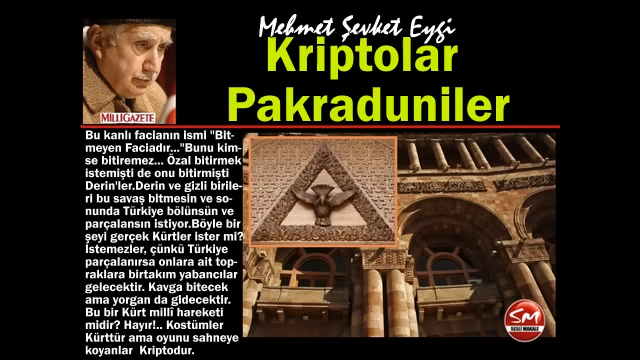 Mehmet Şevket Eygi
Kriptolar
Pakraduniler
MİLLİ GAZETE
Bu kanlı facianın ismi "Bit-
meyen Faciadır..."Bunu kim-
se bitiremez... Özal bitirmek
istemişti de onu bitirmişti
Derin'ler.Derin ve gizli birile-
ri bu savaş bitmesin ve so-
nunda Türkiye bölünsün ve
parçalansın istiyor.Böyle bir
şeyi gerçek Kürtler ister mi?
İstemezler, çünkü Türkiye
parçalanırsa onlara ait top-
raklara birtakım yabancılar
gelecektir. Kavga bitecek
ama yorgan da gidecektir.
Bu bir Kürt millî hareketi
midir? Hayır!.. Kostümler
Kürttür ama oyunu sahneye
koyanlar Kriptodur.
SM
SESLİ MAKALE